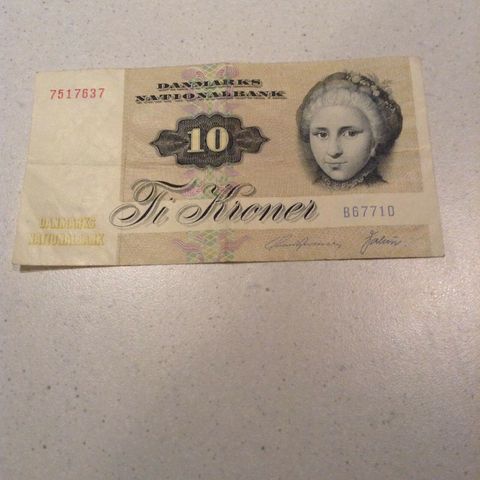 7517637
DANMARKS
NATIONALBANK
10
Ti Kroner
B6771D
DANMARKS
NATIONALBANK